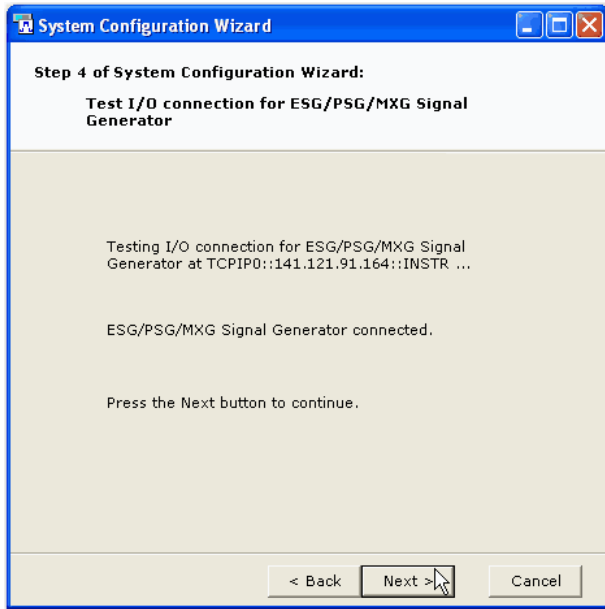 System Configuration Wizard
Step 4 of System Configuration Wizard:
Test I/O connection for ESG/PSG/MXG Signal
Generator
Testing I/O connection for ESG/PSG/MXG Signal
Generator at TCPIP0::141.121.91.164::INSTR ...
ESG/PSG/MXG Signal Generator connected.
Press the Next button to continue.
< Back Next > Cancel